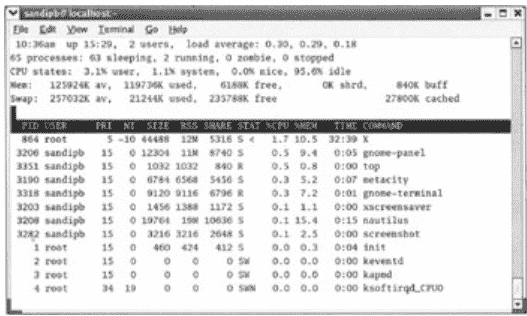 sandipb@localhost:~
File Edit View Terminal Go Help
10:36am up 15:29, 2 users, load average: 0.30, 0.29, 0.18
65 processes: 63 sleeping, 2 running, 0 zombie, 0 stopped
CPU states: 3.1% user, 1.1% system, 0.0% nice, 95.6% idle
Mem: 125924K av, 119736K used, 6188K free, 0K shrd, 840K buff
Swap: 257032K av, 21244K used, 235788K free 27800K cached
PID USER PRI NI SIZE RSS SHARE STAT %CPU %MEM TIME COMMAND
864 root 5 -10 44488 12M 5316 S < 1.7 10.5 32:39 X
3206 sandipb 15 0 12304 11M 8740 S 0.5 9.4 0:05 gnome-panel
3351 sandipb 15 0 1032 1032 840 R 0.5 0.8 0:00 top
3190 sandipb 15 0 6784 6568 5456 S 0.3 5.2 0:07 metacity
3318 sandipb 15 0 9120 9116 6796 R 0.3 7.2 0:01 gnome-terminal
3203 sandipb 15 0 1456 1388 1172 S 0.1 1.1 0:00 xscreensaver
3208 sandipb 15 0 19764 19M 10636 S 0.1 15.4 0:15 nautilus
3282 sandipb 15 0 3216 3216 2648 S 0.1 2.5 0:00 screenshot
1 root 15 0 460 424 412 S 0.0 0.3 0:04 init
2 root 15 0 0 0 0 SW 0.0 0.0 0:00 keventd
3 root 15 0 0 0 0 SW 0.0 0.0 0:00 kapmd
4 root 34 19 0 0 0 SWN 0.0 0.0 0:00 ksoftirqd_CPU0